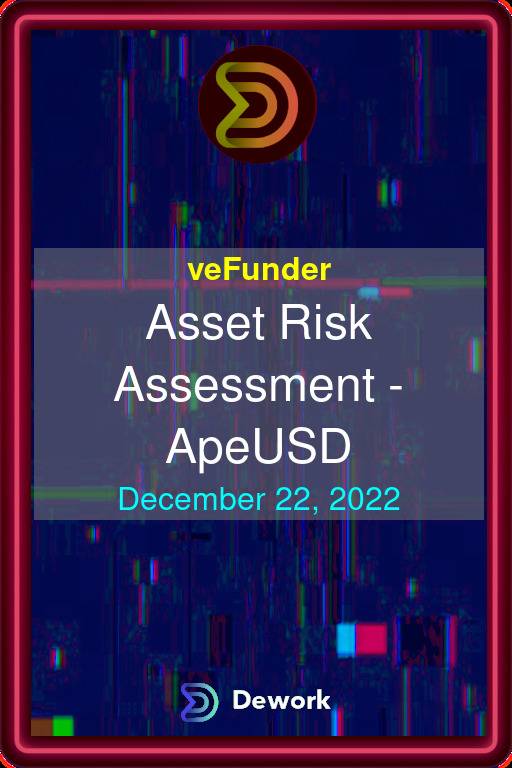 veFunder
Asset Risk
Assessment -
ApeUSD
December 22, 2022
Dework